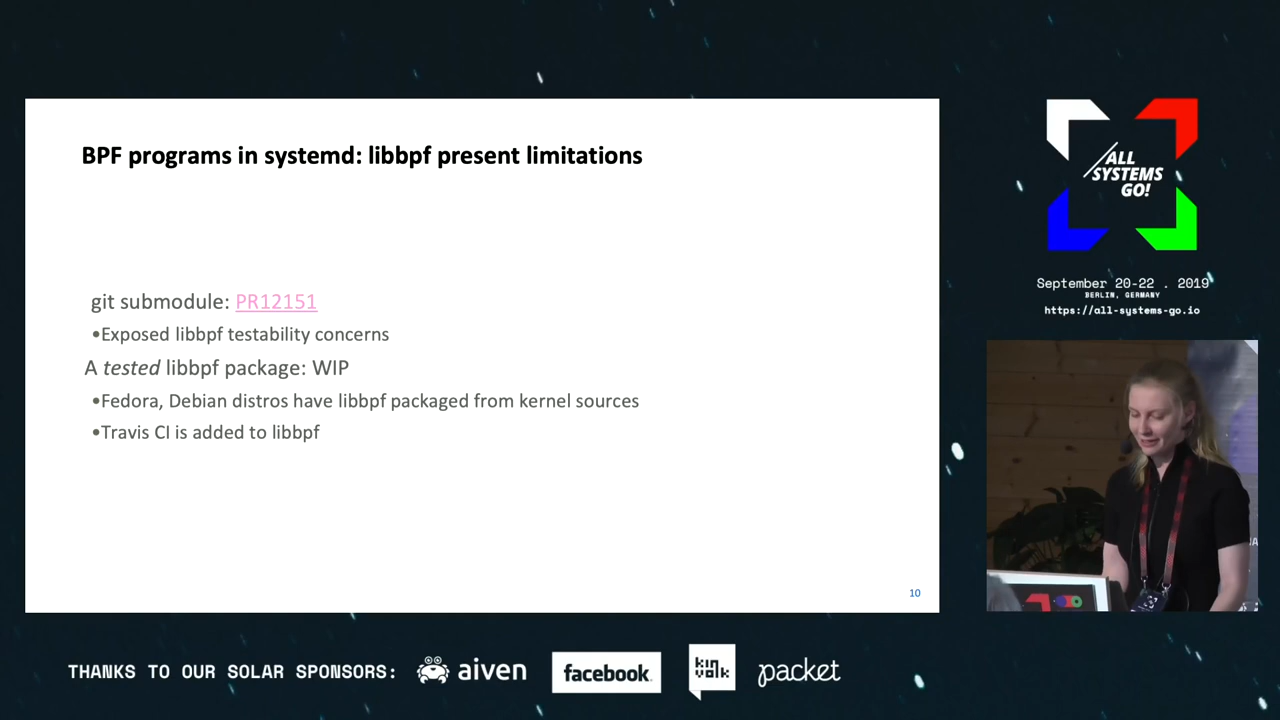 BPF programs in systemd: libbpf present limitations
git submodule: PR12151
•Exposed libbpf testability concerns
A tested libbpf package: WIP
•Fedora, Debian distros have libbpf packaged from kernel sources
•Travis CI is added to libbpf
10
ALL
SYSTEMS
GO!
September 20-22 . 2019
BERLIN, GERMANY
https://all-systems-go.io
THANKS TO OUR SOLAR SPONSORS:
aiven
facebook
kin
volk
packet